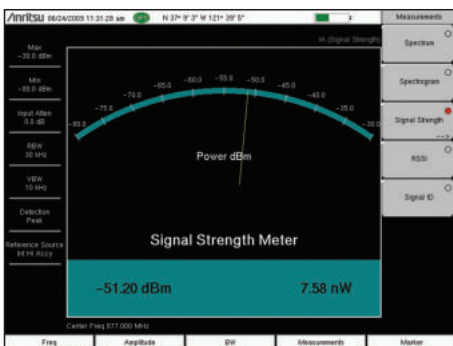 Anritsu 06/24/2009 11:31:28 am GPS N 37° 9' 3" W 121° 39' 5"
Measurements
IA (Signal Strength)
Spectrum
Max
-30.0 dBm
Min
-80.0 dBm
Spectrogram
Input Atten
0.0 dB
-80.0 -75.0 -70.0 -65.0 -60.0 -55.0 -50.0 -45.0 -40.0 -35.0 -30.0
Signal Strength
-->
RBW
30 kHz
Power dBm
RSSI
VBW
10 kHz
Signal ID
Detection
Peak
Reference Source
Int Hi Accy
Signal Strength Meter
-51.20 dBm 7.58 nW
Center Freq 877.000 MHz
Freq Amplitude BW Measurements Marker